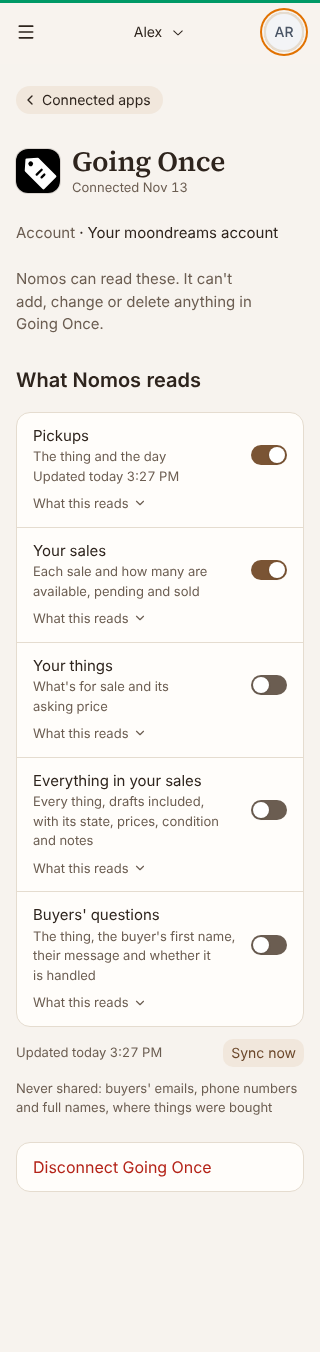 Alex
AR
Connected apps
Going Once
Connected Nov 13
Account · Your moondreams account
Nomos can read these. It can't
add, change or delete anything in
Going Once.
What Nomos reads
Pickups
The thing and the day
Updated today 3:27 PM
What this reads
Your sales
Each sale and how many are
available, pending and sold
What this reads
Your things
What's for sale and its
asking price
What this reads
Everything in your sales
Every thing, drafts included,
with its state, prices, condition
and notes
What this reads
Buyers' questions
The thing, the buyer's first name,
their message and whether it
is handled
What this reads
Updated today 3:27 PM
Sync now
Never shared: buyers' emails, phone numbers
and full names, where things were bought
Disconnect Going Once